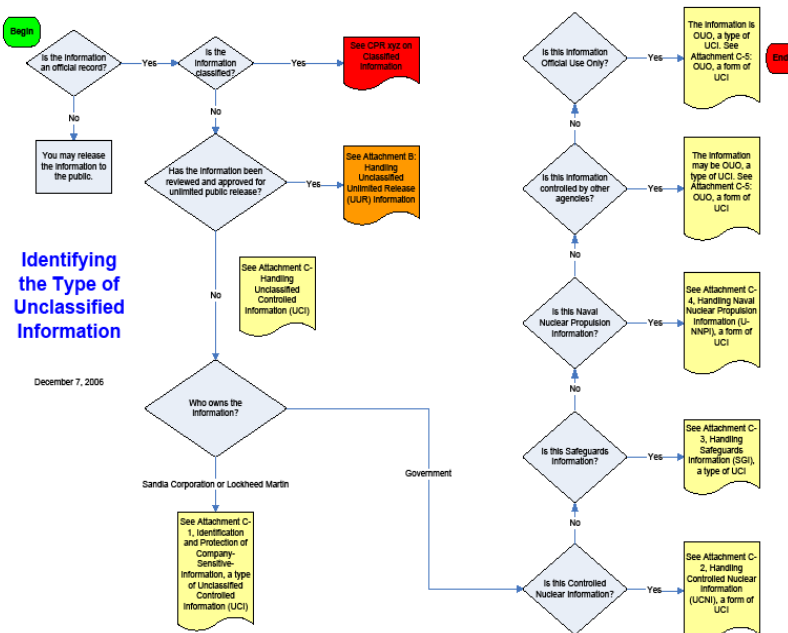 Begin
Is the Information
an official record?
Yes
Is the
Information
classified?
Yes
See CPR xyz on
Classified
Information
No
You may release
the Information to
the public.
No
Has the Information been
reviewed and approved for
unlimited public release?
Yes
See Attachment B:
Handling
Unclassified
Unlimited Release
(UUR) Information
Identifying
the Type of
Unclassified
Information
December 7, 2006
No
See Attachment C-
Handling
Unclassified
Controlled
Information (UCI)
Who owns the
Information?
Sandia Corporation or Lockheed Martin
See Attachment C-
1, Identification
and Protection of
Company-
Sensitive-
Information, a type
of Unclassified
Controlled
Information (UCI)
Government
Is this Information
Official Use Only?
Yes
The Information is
OUO, a type of
UCI. See
Attachment C-5:
OUO, a form of
UCI
End
No
Is this Information
controlled by other
agencies?
Yes
The Information
may be OUO, a
type of UCI. See
Attachment C-5:
OUO, a form of
UCI
No
Is this Naval
Nuclear Propulsion
Information?
Yes
See Attachment C-
4, Handling Naval
Nuclear Propulsion
Information (U-
NNPI), a form of
UCI
No
Is this Safeguards
Information?
Yes
See Attachment C-
3, Handling
Safeguards
Information (SGI),
a type of UCI
No
Is this Controlled
Nuclear Information?
Yes
See Attachment C-
2, Handling
Controlled Nuclear
Information
(UCNI), a form of
UCI